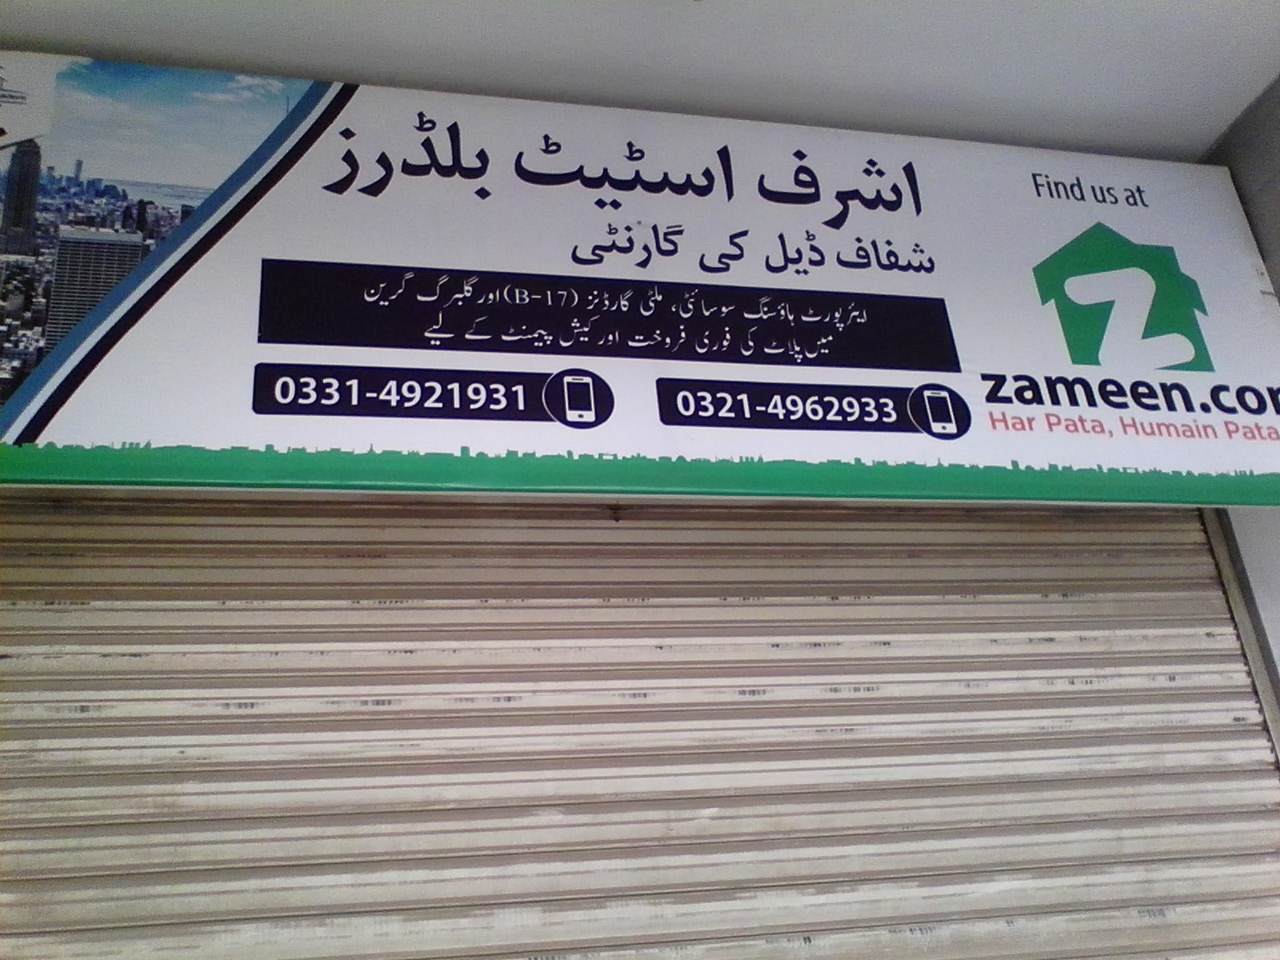 اشرف اسٹیٹ بلڈرز
شفاف ڈیل کی گارنٹی
ایئرپورٹ ہاؤسنگ سوسائٹی، ملٹی گارڈنز (B-17) اور گلبرگ گرین
میں پلاٹ کی فوری فروخت اور کیش پیمنٹ کے لیے
0331-4921931
0321-4962933
Find us at
zameen.com
Har Pata, Humain Pata